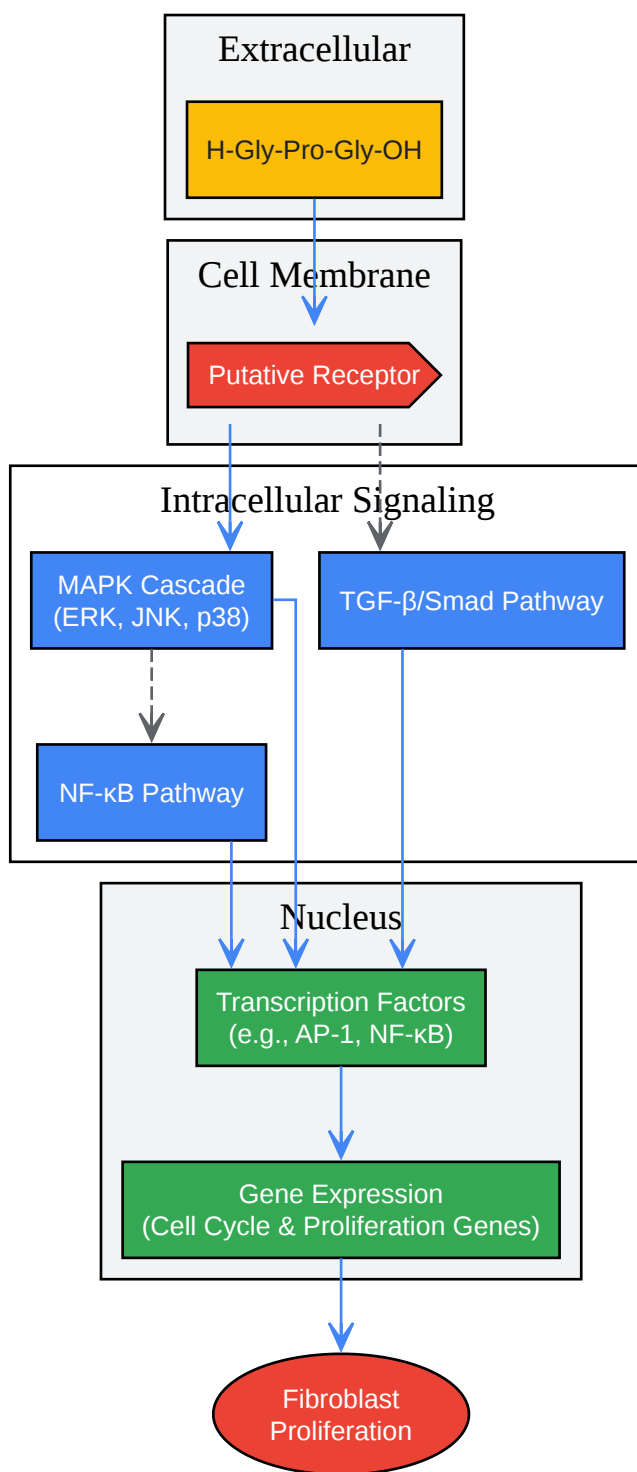 Extracellular
H-Gly-Pro-Gly-OH
Cell Membrane
Putative Receptor
Intracellular Signaling
MAPK Cascade
(ERK, JNK, p38)
TGF-β/Smad Pathway
NF-κB Pathway
Nucleus
Transcription Factors
(e.g., AP-1, NF-κB)
Gene Expression
(Cell Cycle & Proliferation Genes)
Fibroblast
Proliferation